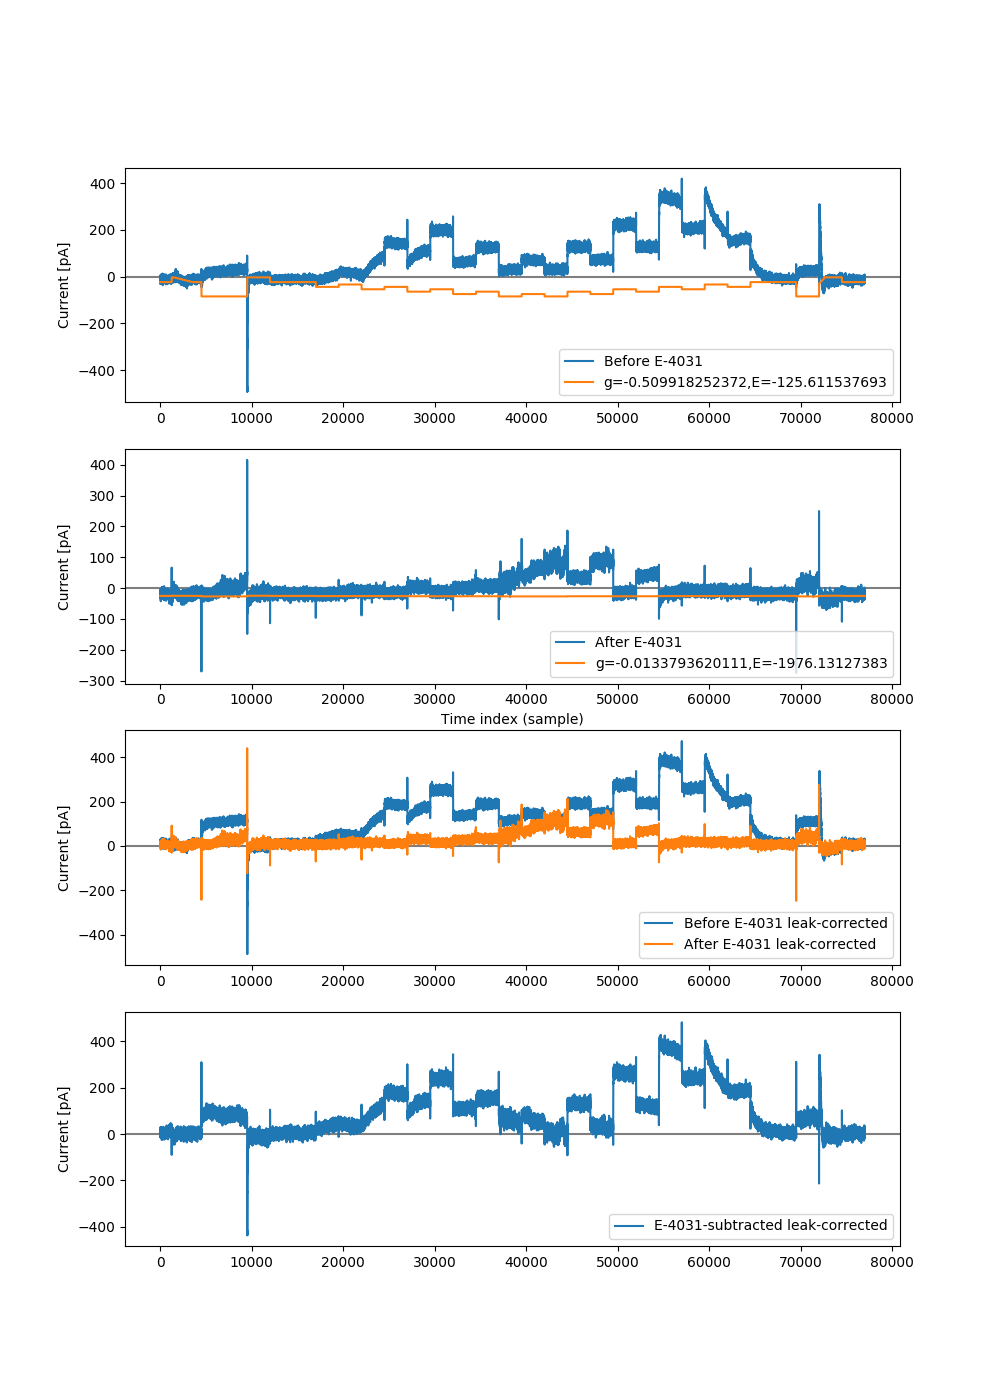 400
200
0
−200
−400
Current [pA]
Before E-4031
g=-0.509918252372,E=-125.611537693
0 10000 20000 30000 40000 50000 60000 70000 80000
400
300
200
100
0
−100
−200
−300
Current [pA]
After E-4031
g=-0.0133793620111,E=-1976.13127383
0 10000 20000 30000 40000 50000 60000 70000 80000
Time index (sample)
400
200
0
−200
−400
Current [pA]
Before E-4031 leak-corrected
After E-4031 leak-corrected
0 10000 20000 30000 40000 50000 60000 70000 80000
400
200
0
−200
−400
Current [pA]
E-4031-subtracted leak-corrected
0 10000 20000 30000 40000 50000 60000 70000 80000